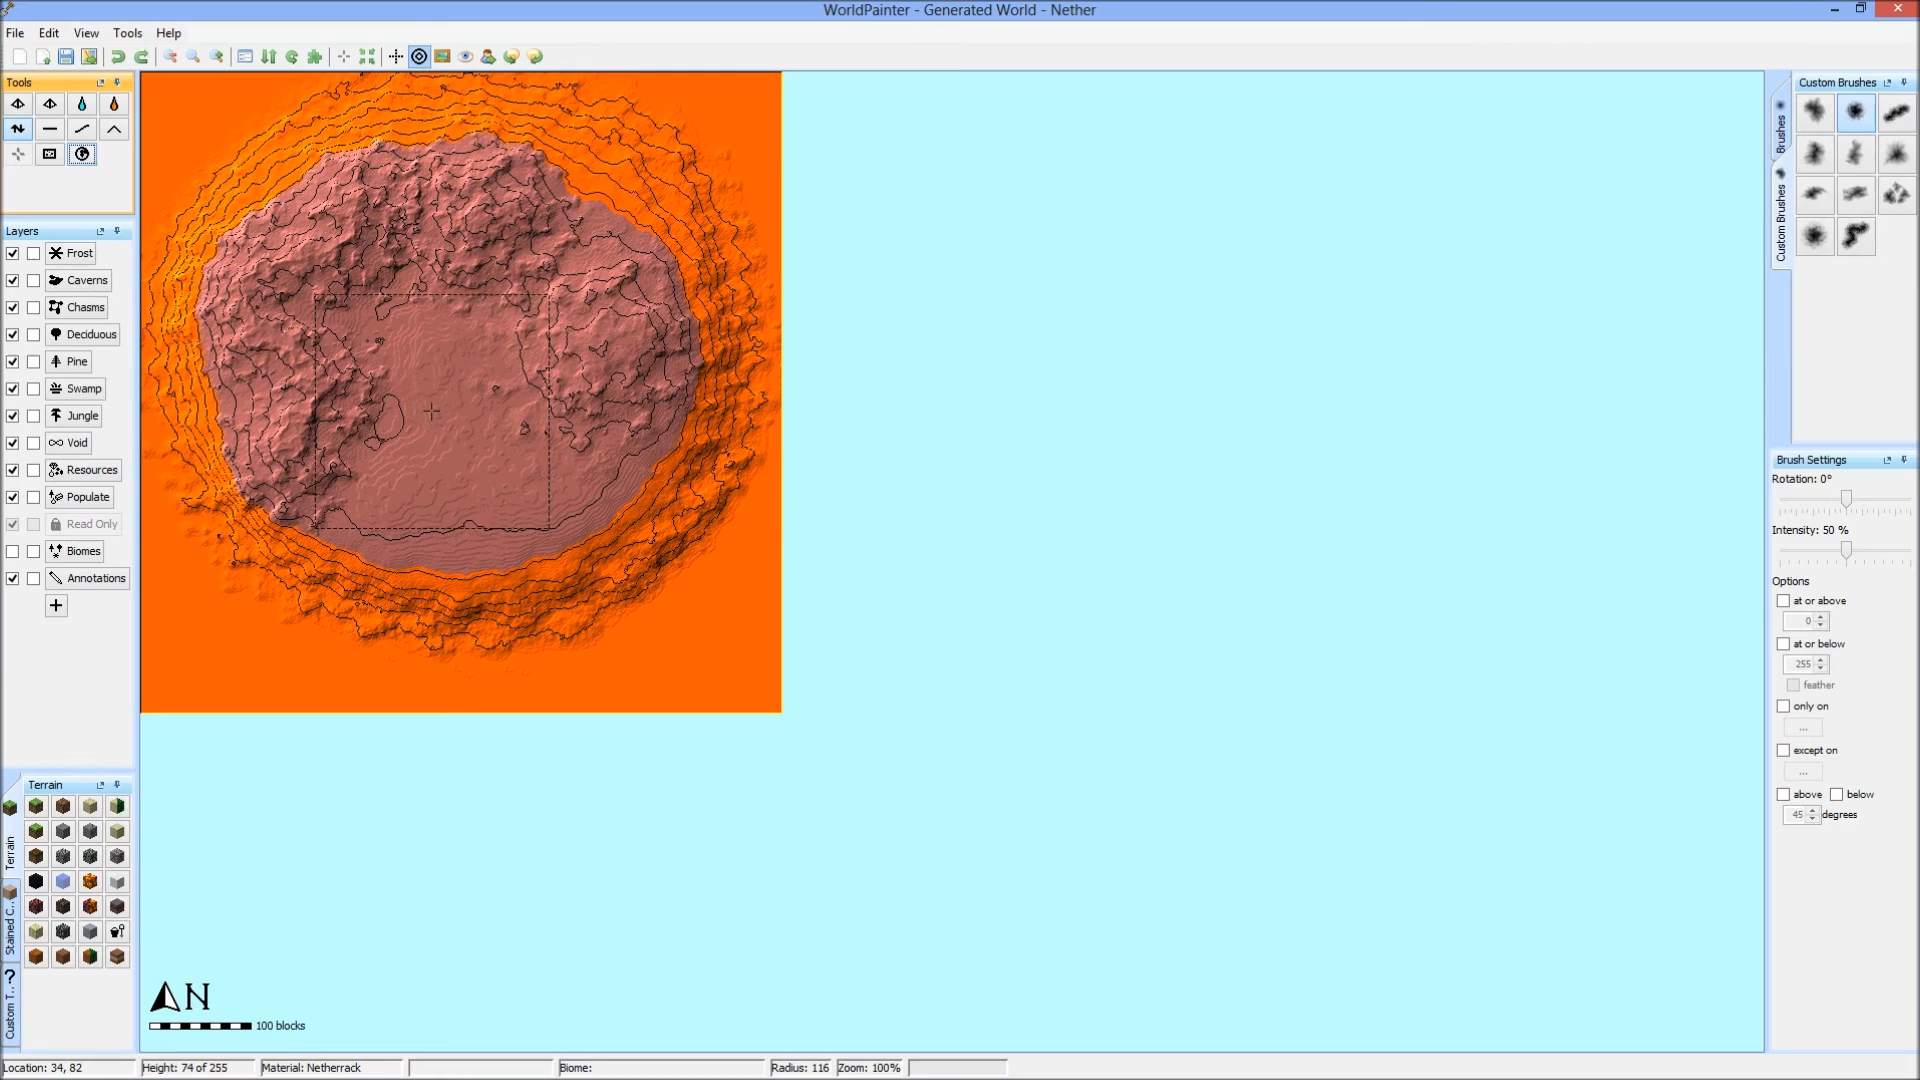 WorldPainter - Generated World - Nether
File Edit View Tools Help
Tools
Layers
Frost
Caverns
Chasms
Deciduous
Pine
Swamp
Jungle
Void
Resources
Populate
Read Only
Biomes
Annotations
Terrain
Terrain
Stained C...
Custom T...
N
100 blocks
Brushes
Custom Brushes
Custom Brushes
Brush Settings
Rotation: 0°
Intensity: 50 %
Options
at or above
0
at or below
255
feather
only on
...
except on
...
above below
45 degrees
Location: 34, 82 Height: 74 of 255 Material: Netherrack Biome: Radius: 116 Zoom: 100%